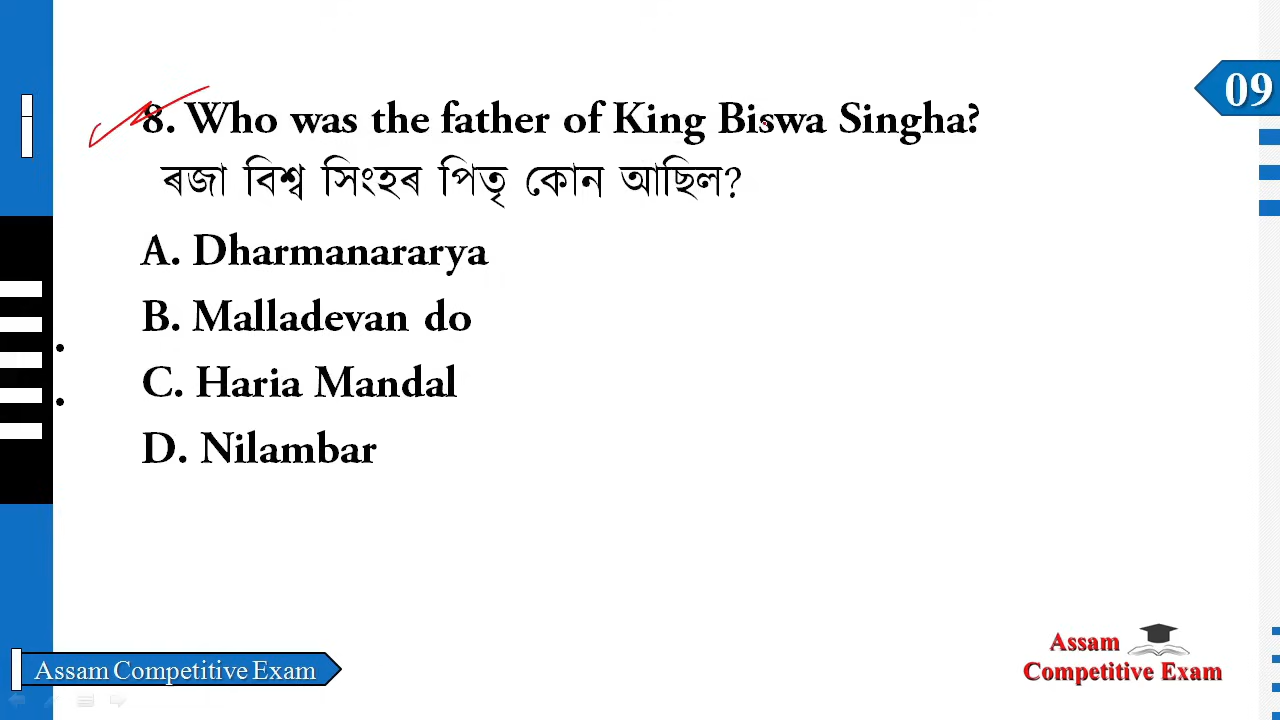 09
8. Who was the father of King Biswa Singha?
ৰজা বিশ্ব সিংহৰ পিতৃ কোন আছিল?
A. Dharmanararya
B. Malladevan do
C. Haria Mandal
D. Nilambar
Assam Competitive Exam
Assam
Competitive Exam